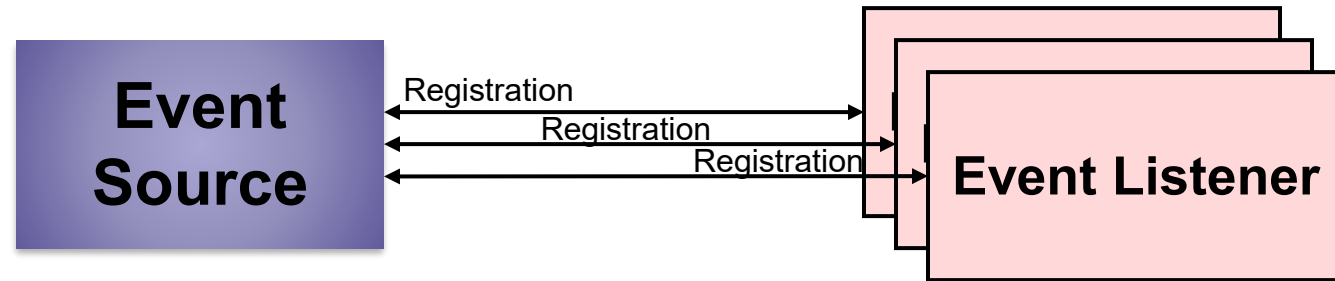 Event
Source
Registration
Registration
Registration
Event Listener